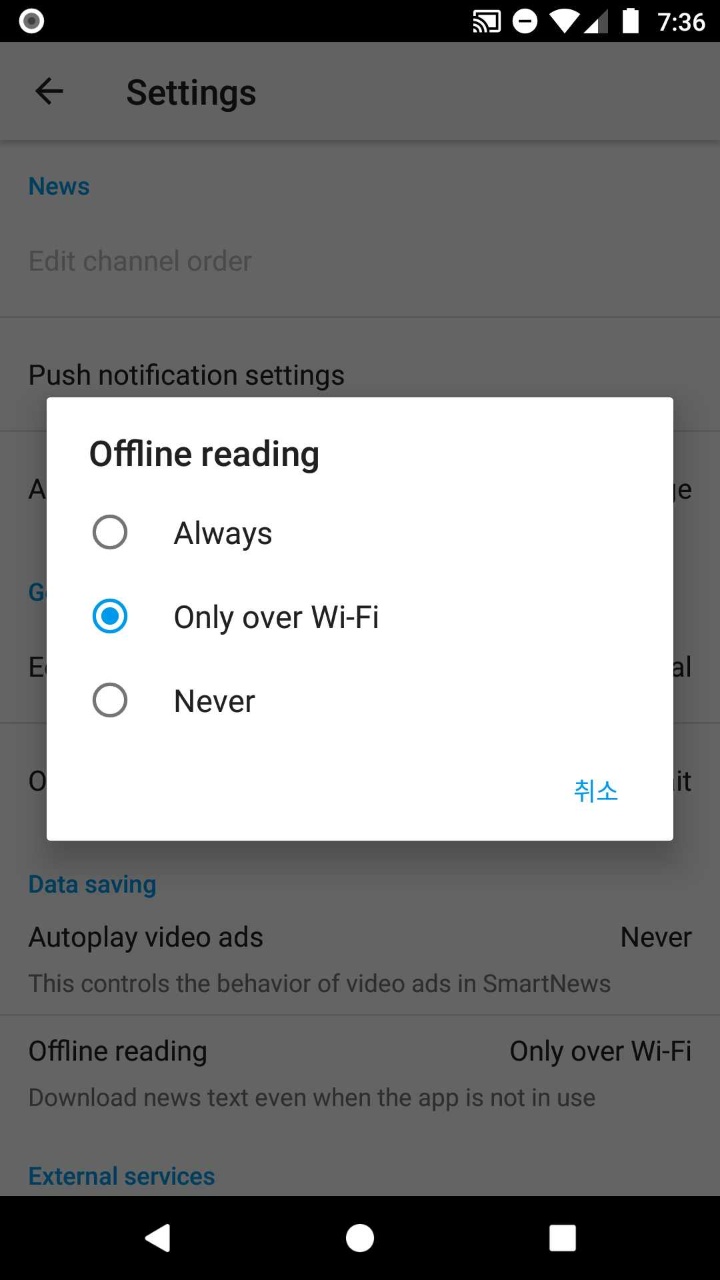 7:36
Settings
News
Edit channel order
Push notification settings
Offline reading
Always
Only over Wi-Fi
Never
취소
Data saving
Autoplay video ads Never
This controls the behavior of video ads in SmartNews
Offline reading Only over Wi-Fi
Download news text even when the app is not in use
External services